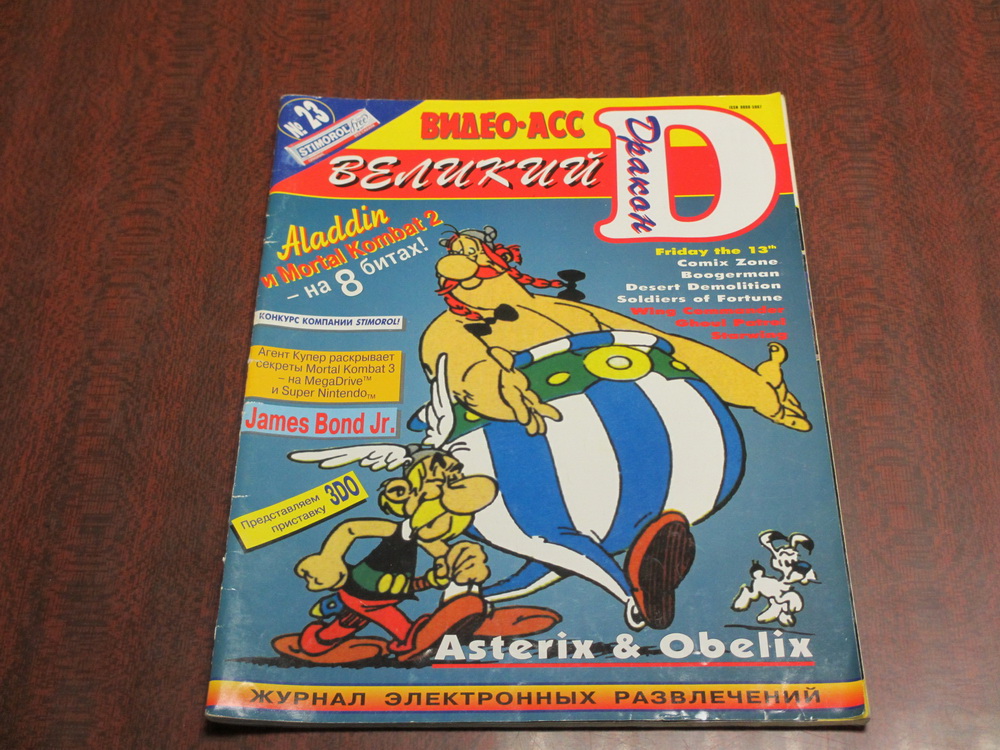 № 23
STIMOROL free
ВИДЕО-АСС
ВЕЛИКИЙ
Dракоn
Aladdin
и Mortal Kombat 2
– на 8 битах!
Friday the 13th
Comix Zone
Boogerman
Desert Demolition
Soldiers of Fortune
Wing Commander
Ghoul Patrol
Starwing
КОНКУРС КОМПАНИИ STIMOROL!
Агент Купер раскрывает
секреты Mortal Kombat 3
– на MegaDrive™
и Super Nintendo™
James Bond Jr.
Представляем
приставку 3DO
Asterix & Obelix
ЖУРНАЛ ЭЛЕКТРОННЫХ РАЗВЛЕЧЕНИЙ